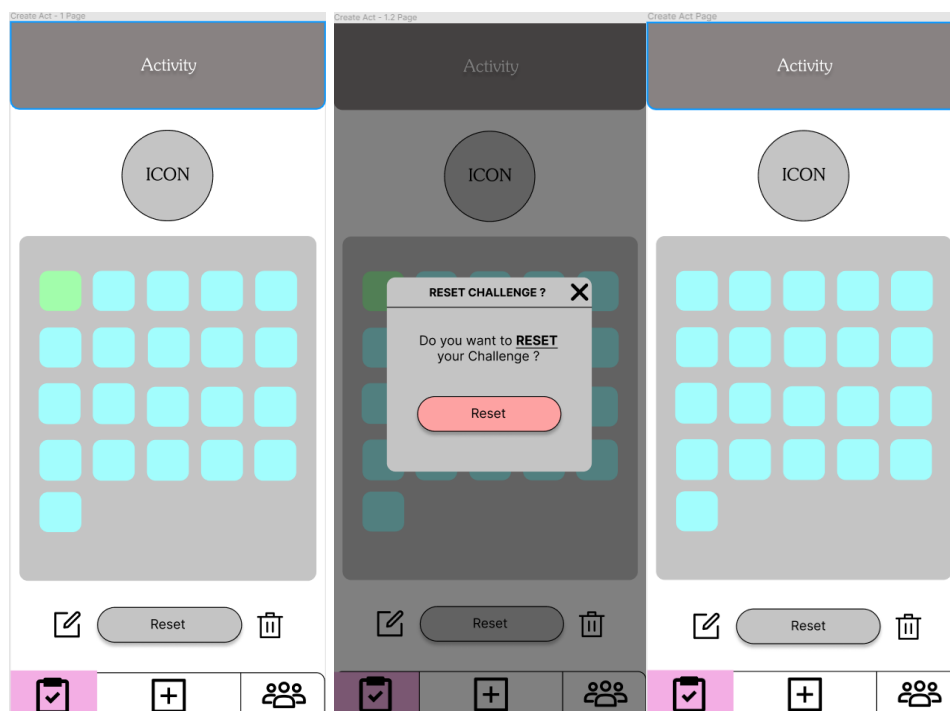 Create Act - 1 Page
Activity
ICON
Reset
Create Act - 1.2 Page
Activity
ICON
RESET CHALLENGE ?
Do you want to RESET
your Challenge ?
Reset
Reset
Create Act Page
Activity
ICON
Reset